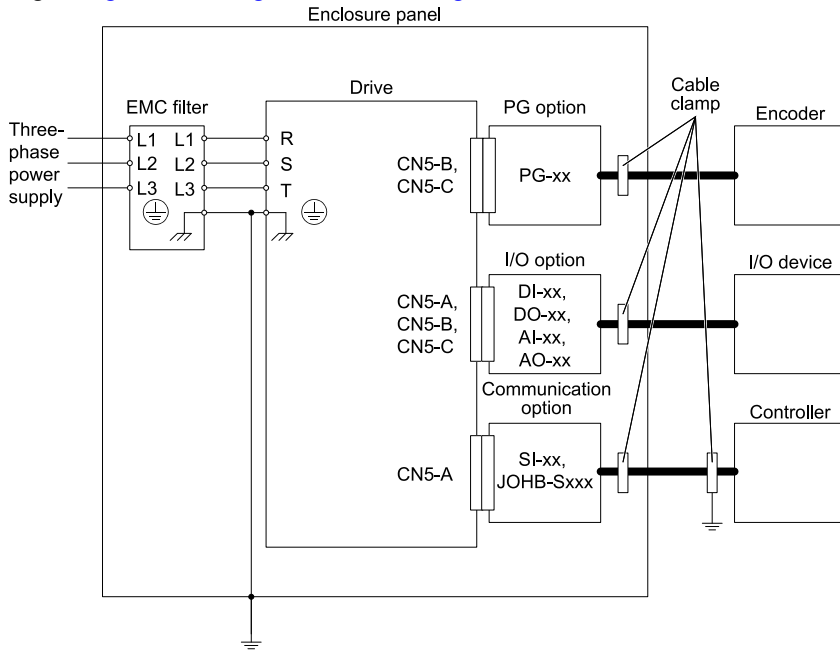 Enclosure panel
Drive
EMC filter
PG option
Cable
clamp
Encoder
Three-
phase
power
supply
L1 L1
L2 L2
L3 L3
R
S
T
CN5-B,
CN5-C
PG-xx
I/O option
I/O device
CN5-A,
CN5-B,
CN5-C
DI-xx,
DO-xx,
AI-xx,
AO-xx
Communication
option
Controller
CN5-A
SI-xx,
JOHB-Sxxx